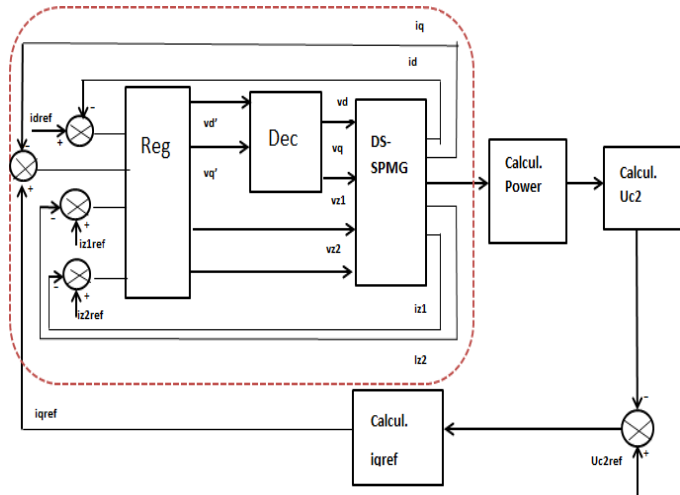 iq
id
idref
−
+
−
+
Reg
vd'
vq'
Dec
vd
vq
vz1
vz2
DS-
SPMG
Calcul.
Power
Calcul.
Uc2
−
+
iz1ref
−
+
iz2ref
iz1
Iz2
iqref
Calcul.
iqref
−
+
Uc2ref